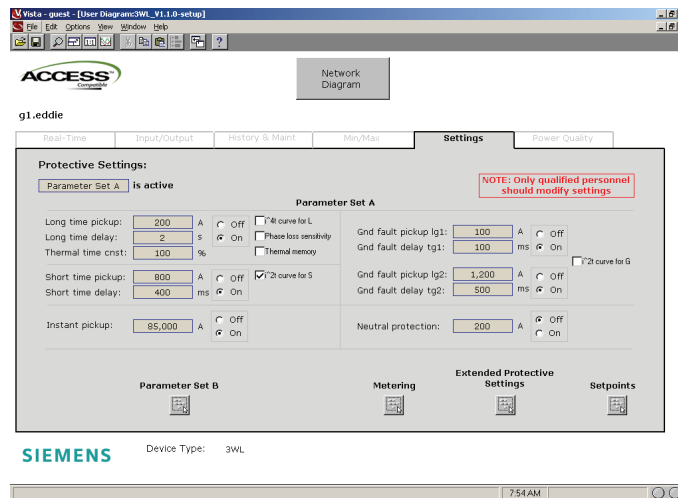 Vista - guest - [User Diagram:3WL_V1.1.0-setup]
File Edit Options View Window Help
ACCESS™
Compatible
Network
Diagram
g1.eddie
Real-Time Input/Output History & Maint Min/Max Settings Power Quality
Protective Settings:
Parameter Set A is active
NOTE: Only qualified personnel
should modify settings
Parameter Set A
Long time pickup: 200 A Off i^4t curve for L
Long time delay: 2 s On Phase loss sensitivity
Thermal time cnst: 100 % Thermal memory
Gnd fault pickup Ig1: 100 A Off
Gnd fault delay tg1: 100 ms On
i^2t curve for G
Short time pickup: 800 A Off i^2t curve for S
Short time delay: 400 ms On
Gnd fault pickup Ig2: 1,200 A Off
Gnd fault delay tg2: 500 ms On
Instant pickup: 85,000 A Off
On
Neutral protection: 200 A Off
On
Parameter Set B
Metering
Extended Protective
Settings
Setpoints
SIEMENS
Device Type: 3WL
7:54 AM